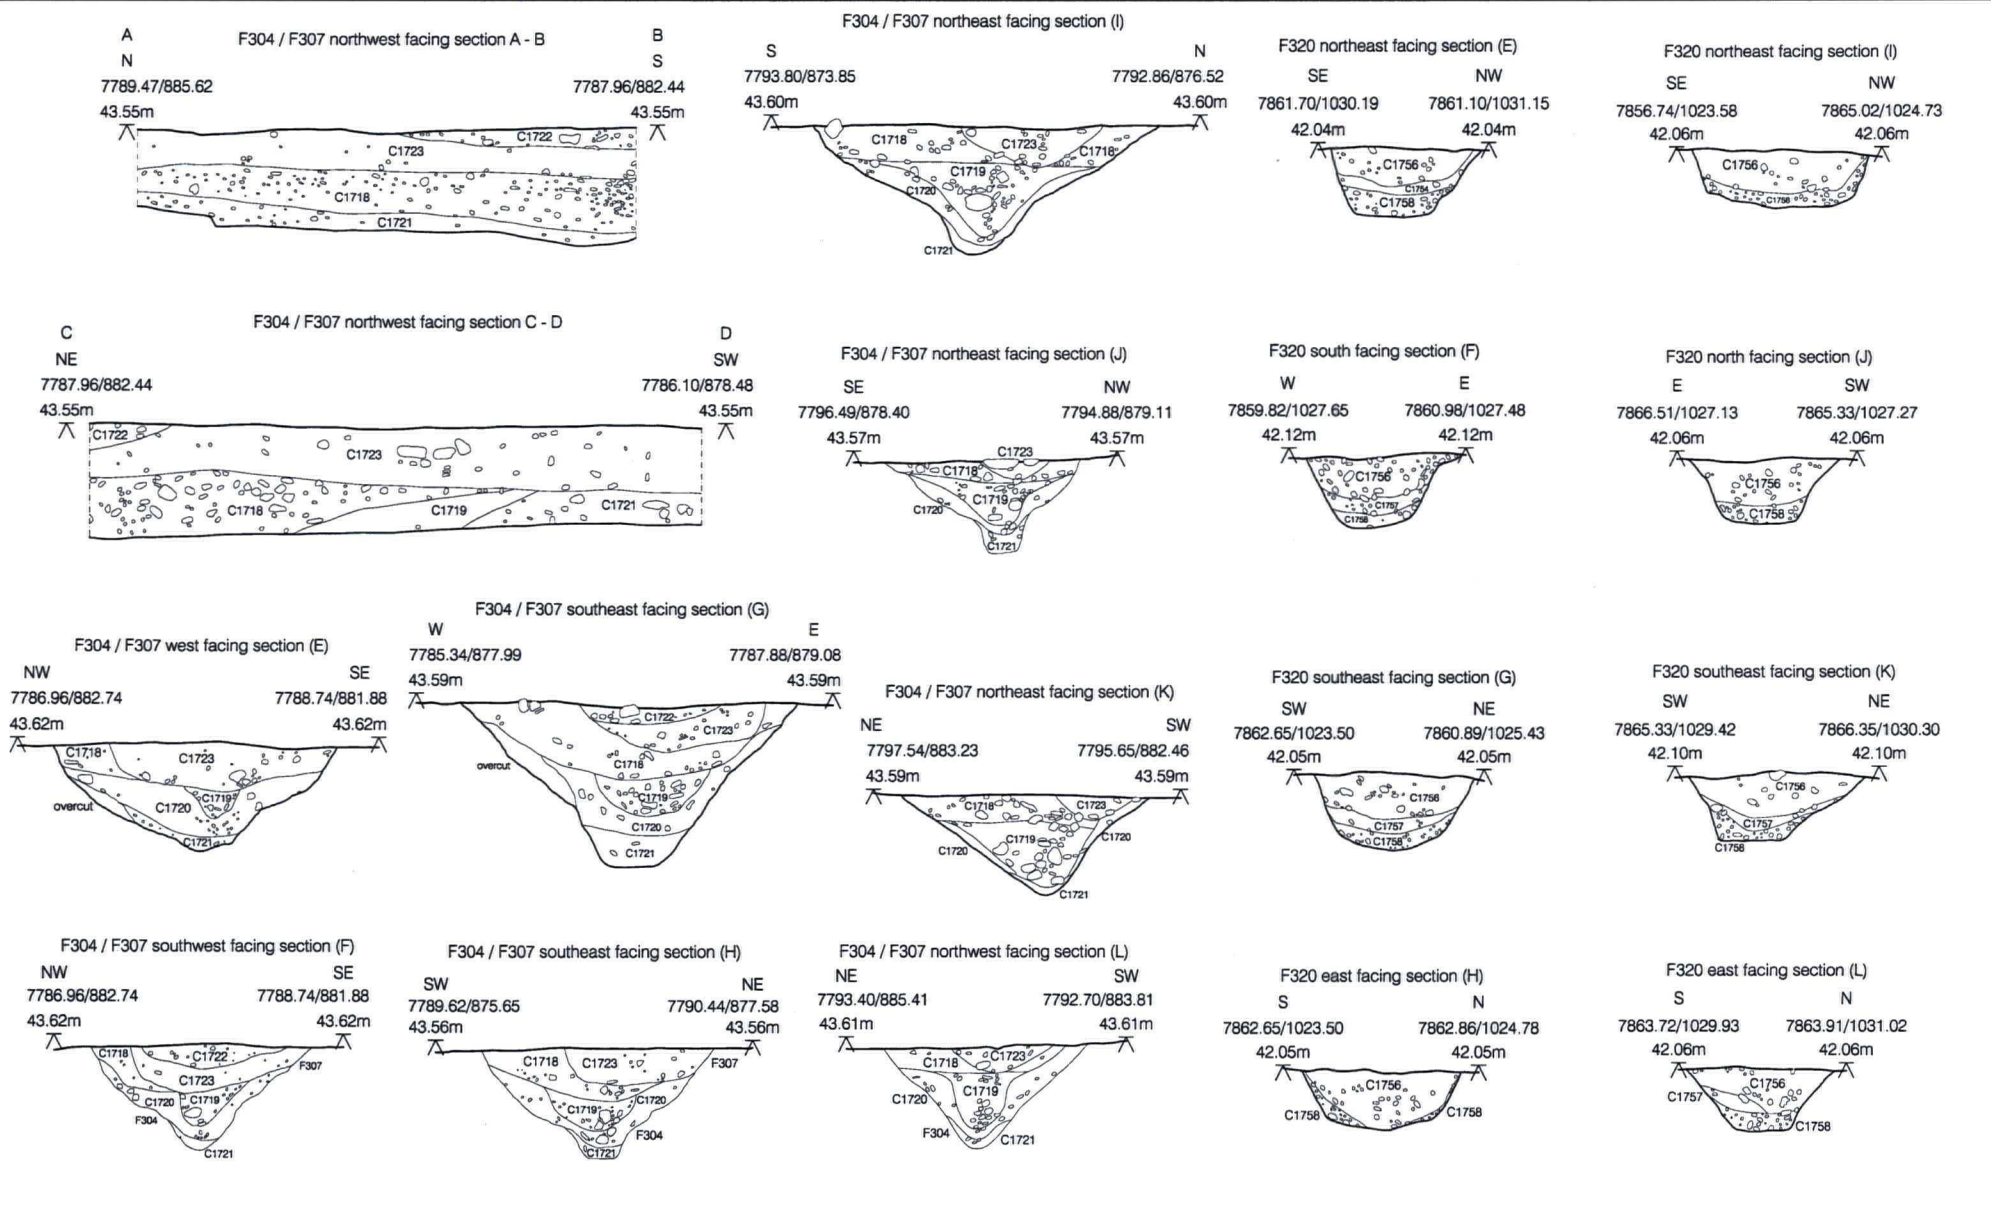 F304 / F307 northwest facing section A - B
A
B
N
S
7789.47/885.62
7787.96/882.44
43.55m
43.55m
C1722
C1723
C1718
C1721
F304 / F307 northeast facing section (I)
S
N
7793.80/873.85
7792.86/876.52
43.60m
43.60m
C1718
C1723
C1718
C1719
C1720
C1721
F320 northeast facing section (E)
SE
NW
7861.70/1030.19
7861.10/1031.15
42.04m
42.04m
C1756
C1754
C1758
F320 northeast facing section (I)
SE
NW
7856.74/1023.58
7865.02/1024.73
42.06m
42.06m
C1756
C1758
F304 / F307 northwest facing section C - D
C
D
NE
SW
7787.96/882.44
7786.10/878.48
43.55m
43.55m
C1722
C1723
C1718
C1719
C1721
F304 / F307 northeast facing section (J)
SE
NW
7796.49/878.40
7794.88/879.11
43.57m
43.57m
C1723
C1718
C1719
C1720
C1721
F320 south facing section (F)
W
E
7859.82/1027.65
7860.98/1027.48
42.12m
42.12m
C1756
C1757
C1758
F320 north facing section (J)
E
SW
7866.51/1027.13
7865.33/1027.27
42.06m
42.06m
C1756
C1758
F304 / F307 west facing section (E)
NW
SE
7786.96/882.74
7788.74/881.88
43.62m
43.62m
C1718
C1723
C1719
C1720
overcut
C1721
F304 / F307 southeast facing section (G)
W
E
7785.34/877.99
7787.88/879.08
43.59m
43.59m
C1722
C1723
C1718
overcut
C1719
C1720
C1721
F304 / F307 northeast facing section (K)
NE
SW
7797.54/883.23
7795.65/882.46
43.59m
43.59m
C1718
C1723
C1719
C1720
C1720
C1721
F320 southeast facing section (G)
SW
NE
7862.65/1023.50
7860.89/1025.43
42.05m
42.05m
C1756
C1757
C1758
F320 southeast facing section (K)
SW
NE
7865.33/1029.42
7866.35/1030.30
42.10m
42.10m
C1756
C1757
C1758
F304 / F307 southwest facing section (F)
NW
SE
7786.96/882.74
7788.74/881.88
43.62m
43.62m
C1718
C1722
F307
C1723
C1720
C1719
F304
C1721
F304 / F307 southeast facing section (H)
SW
NE
7789.62/875.65
7790.44/877.58
43.56m
43.56m
C1718
C1723
F307
C1720
C1719
F304
C1721
F304 / F307 northwest facing section (L)
NE
SW
7793.40/885.41
7792.70/883.81
43.61m
43.61m
C1718
C1723
C1719
C1720
F304
C1721
F320 east facing section (H)
S
N
7862.65/1023.50
7862.86/1024.78
42.05m
42.05m
C1756
C1758
C1758
F320 east facing section (L)
S
N
7863.72/1029.93
7863.91/1031.02
42.06m
42.06m
C1756
C1757
C1758